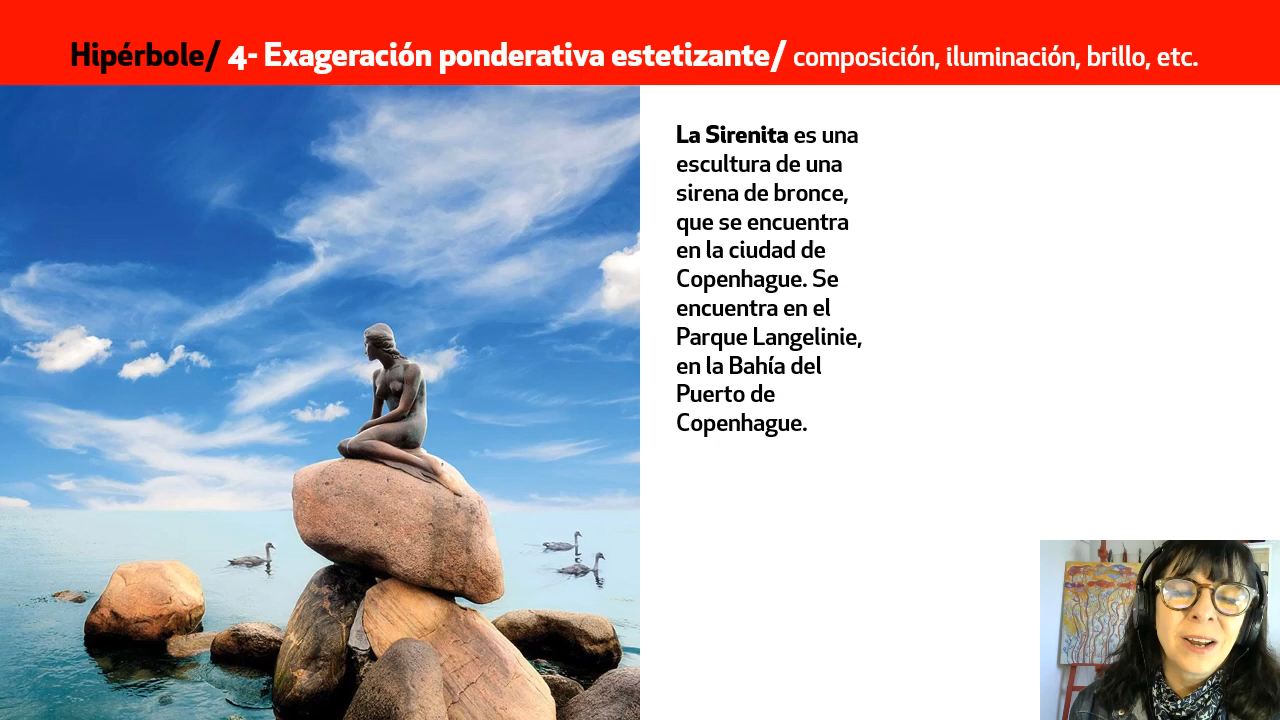 Hipérbole/ 4- Exageración ponderativa estetizante/ composición, iluminación, brillo, etc.
La Sirenita es una
escultura de una
sirena de bronce,
que se encuentra
en la ciudad de
Copenhague. Se
encuentra en el
Parque Langelinie,
en la Bahía del
Puerto de
Copenhague.